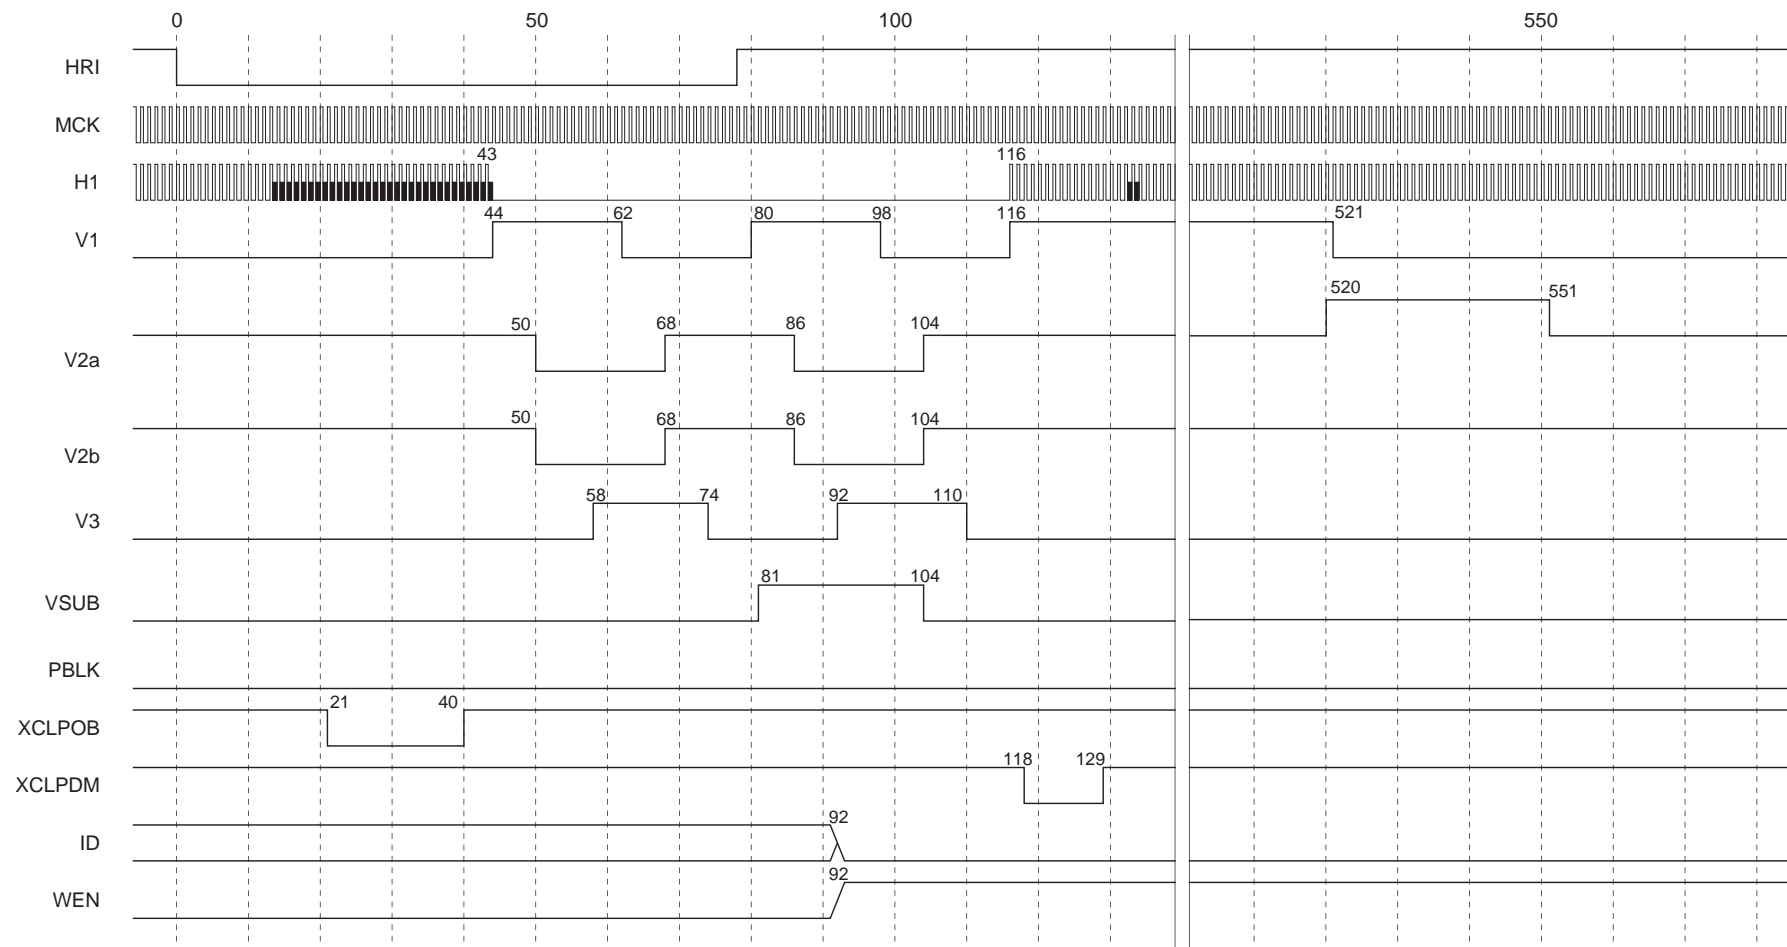 0 50 100 550
HRI
MCK
43 116
H1
44 62 80 98 116 521
V1
520 551
50 68 86 104
V2a
50 68 86 104
V2b
58 74 92 110
V3
81 104
VSUB
PBLK
21 40
XCLPOB
118 129
XCLPDM
92
ID
92
WEN